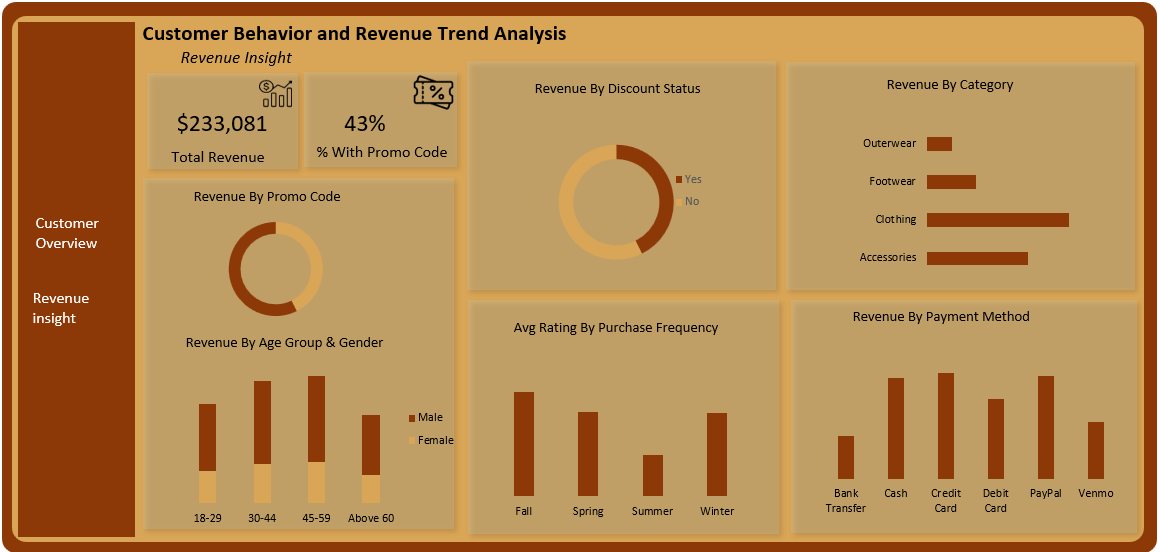 Customer Behavior and Revenue Trend Analysis
Revenue Insight
Customer
Overview
Revenue
insight
$233,081
Total Revenue
43%
% With Promo Code
Revenue By Promo Code
Revenue By Age Group & Gender
Male
Female
18-29
30-44
45-59
Above 60
Revenue By Discount Status
Yes
No
Revenue By Category
Outerwear
Footwear
Clothing
Accessories
Avg Rating By Purchase Frequency
Fall
Spring
Summer
Winter
Revenue By Payment Method
Bank
Transfer
Cash
Credit
Card
Debit
Card
PayPal
Venmo